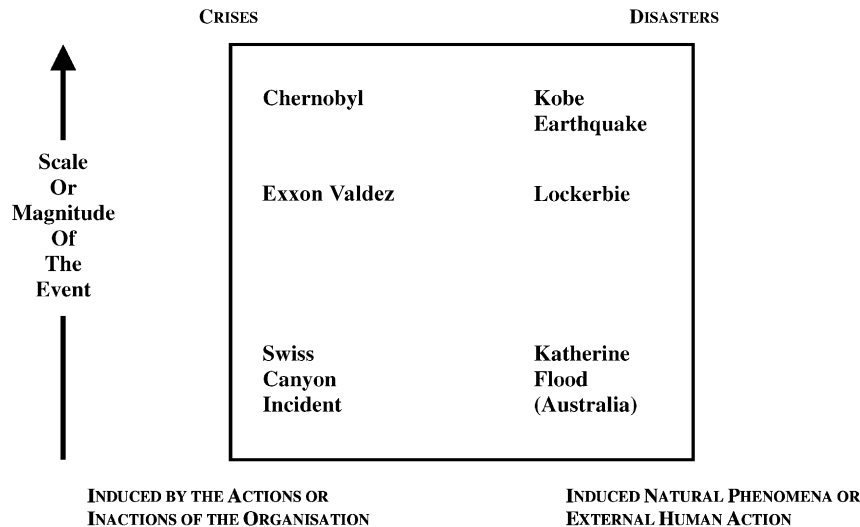 CRISES
DISASTERS
Chernobyl
Kobe
Earthquake
Scale
Or
Magnitude
Of
The
Event
Exxon Valdez
Lockerbie
Swiss
Canyon
Incident
Katherine
Flood
(Australia)
INDUCED BY THE ACTIONS OR
INACTIONS OF THE ORGANISATION
INDUCED NATURAL PHENOMENA OR
EXTERNAL HUMAN ACTION